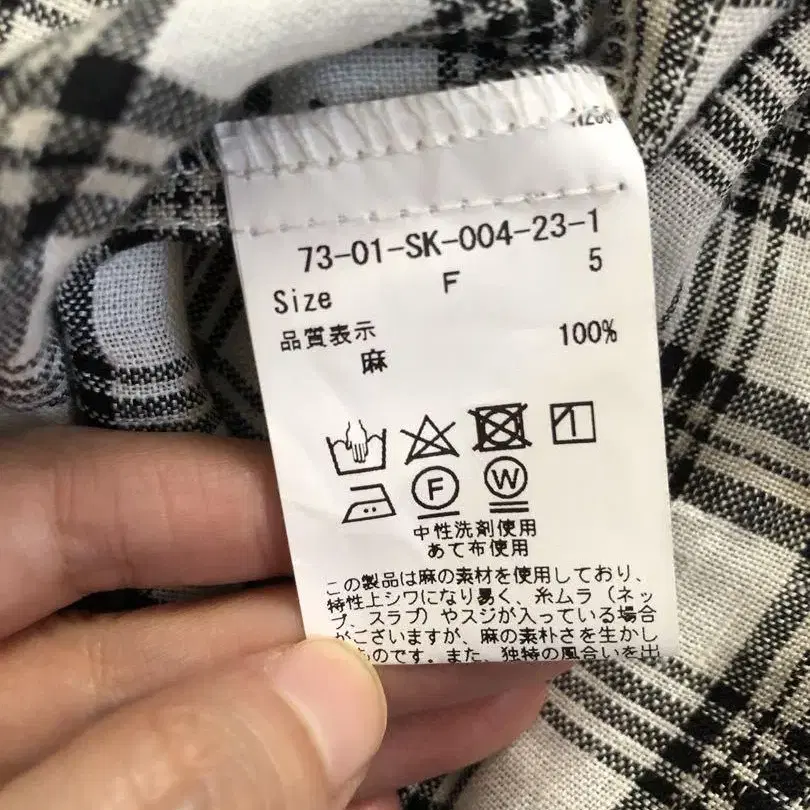 73-01-SK-004-23-1
Size F 5
品質表示
麻 100%
F W
中性洗剤使用
あて布使用
この製品は麻の素材を使用しており、
特性上シワになり易く、糸ムラ（ネッ
プ、スラブ）やスジが入っている場合
がございますが、麻の素朴さを生かし
ものです。また、独特の風合いを出